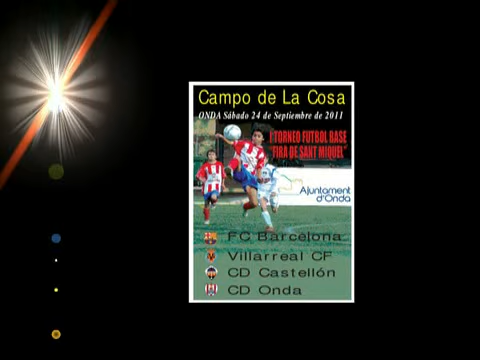 Campo de La Cosa
ONDA Sábado 24 de Septiembre de 2011
I TORNEO FUTBOL BASE
"FIRA DE SANT MIQUEL"
Ajuntament
d'Onda
FC Barcelona
Villarreal CF
CD Castellón
CD Onda